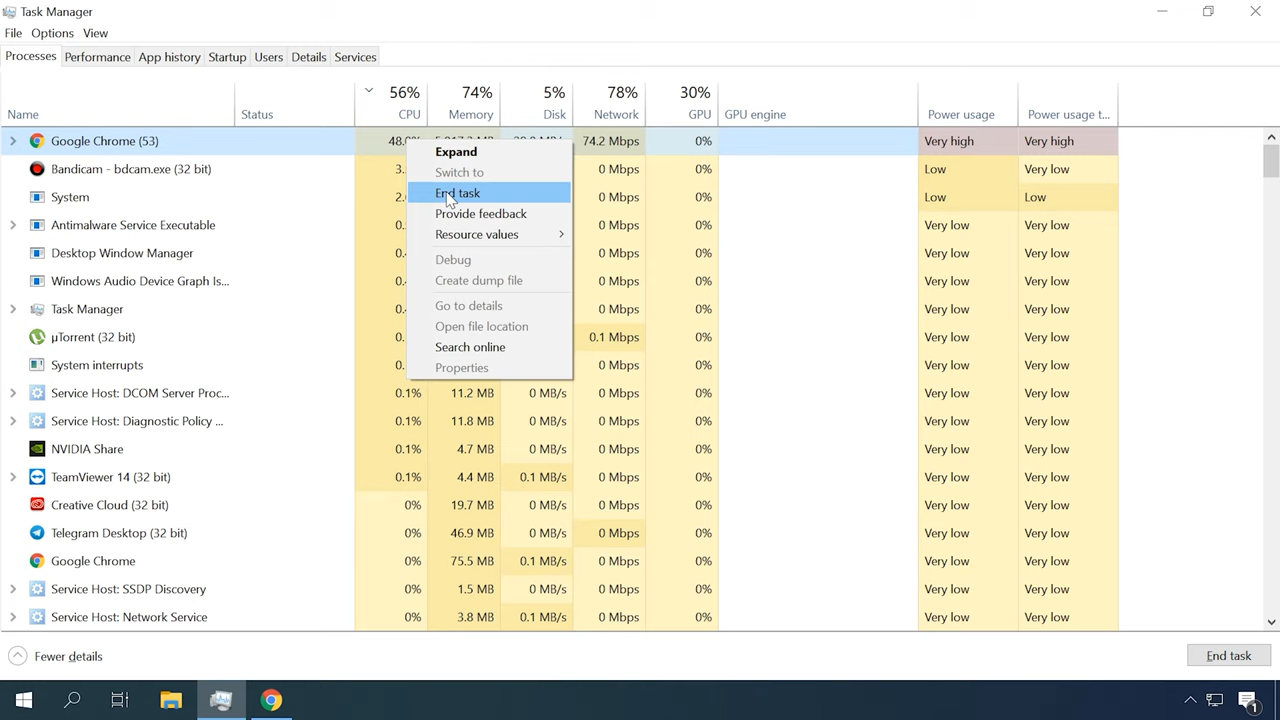 Task Manager
File Options View
Processes Performance App history Startup Users Details Services
56% 74% 5% 78% 30%
Name Status CPU Memory Disk Network GPU GPU engine Power usage Power usage t...
Google Chrome (53) 74.2 Mbps 0% Very high Very high
Bandicam - bdcam.exe (32 bit) 0 Mbps 0% Low Very low
System 0 Mbps 0% Low Low
Antimalware Service Executable 0 Mbps 0% Very low Very low
Desktop Window Manager 0 Mbps 0% Very low Very low
Windows Audio Device Graph Is... 0 Mbps 0% Very low Very low
Task Manager 0 Mbps 0% Very low Very low
µTorrent (32 bit) 0.1 Mbps 0% Very low Very low
System interrupts 0 Mbps 0% Very low Very low
Expand
Switch to
End task
Provide feedback
Resource values
Debug
Create dump file
Go to details
Open file location
Search online
Properties
Service Host: DCOM Server Proc... 0.1% 11.2 MB 0 MB/s 0 Mbps 0% Very low Very low
Service Host: Diagnostic Policy ... 0.1% 11.8 MB 0 MB/s 0 Mbps 0% Very low Very low
NVIDIA Share 0.1% 4.7 MB 0 MB/s 0 Mbps 0% Very low Very low
TeamViewer 14 (32 bit) 0.1% 4.4 MB 0.1 MB/s 0 Mbps 0% Very low Very low
Creative Cloud (32 bit) 0% 19.7 MB 0 MB/s 0 Mbps 0% Very low Very low
Telegram Desktop (32 bit) 0% 46.9 MB 0 MB/s 0 Mbps 0% Very low Very low
Google Chrome 0% 75.5 MB 0.1 MB/s 0 Mbps 0% Very low Very low
Service Host: SSDP Discovery 0% 1.5 MB 0 MB/s 0 Mbps 0% Very low Very low
Service Host: Network Service 0% 3.8 MB 0.1 MB/s 0 Mbps 0% Very low Very low
Fewer details End task
1